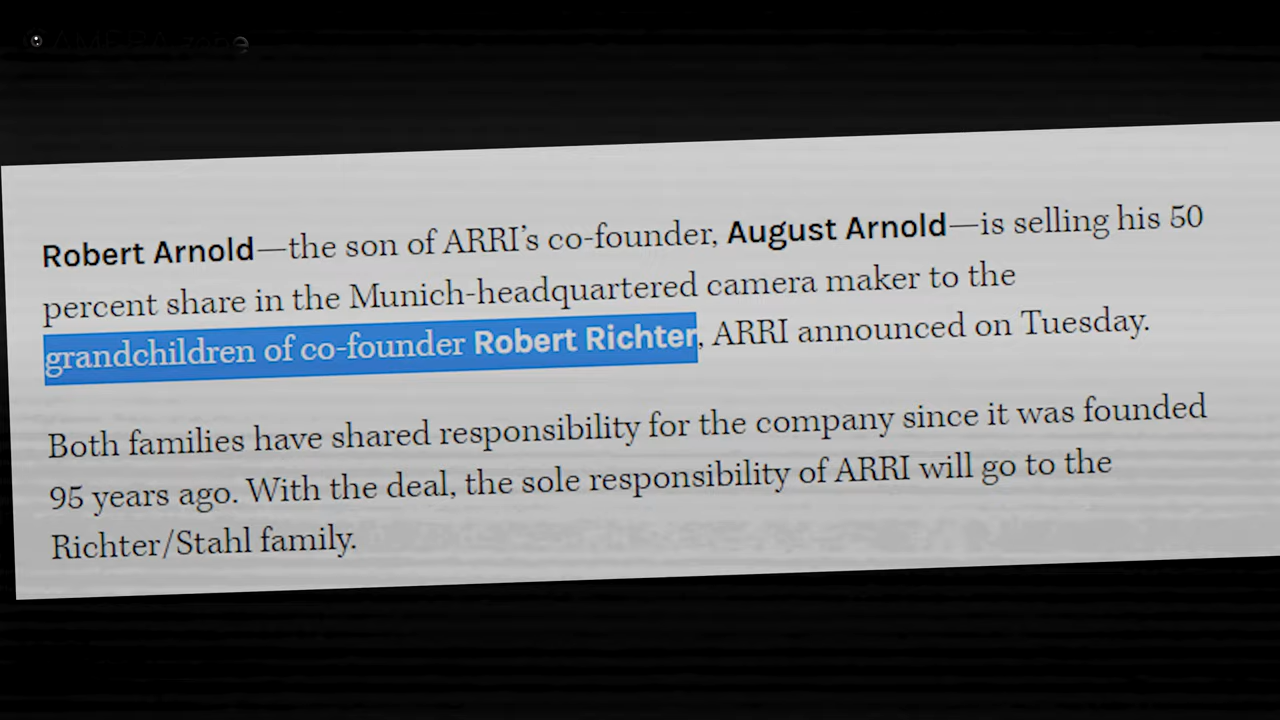 Robert Arnold—the son of ARRI’s co-founder, August Arnold—is selling his 50
percent share in the Munich-headquartered camera maker to the
grandchildren of co-founder Robert Richter, ARRI announced on Tuesday.
Both families have shared responsibility for the company since it was founded
95 years ago. With the deal, the sole responsibility of ARRI will go to the
Richter/Stahl family.